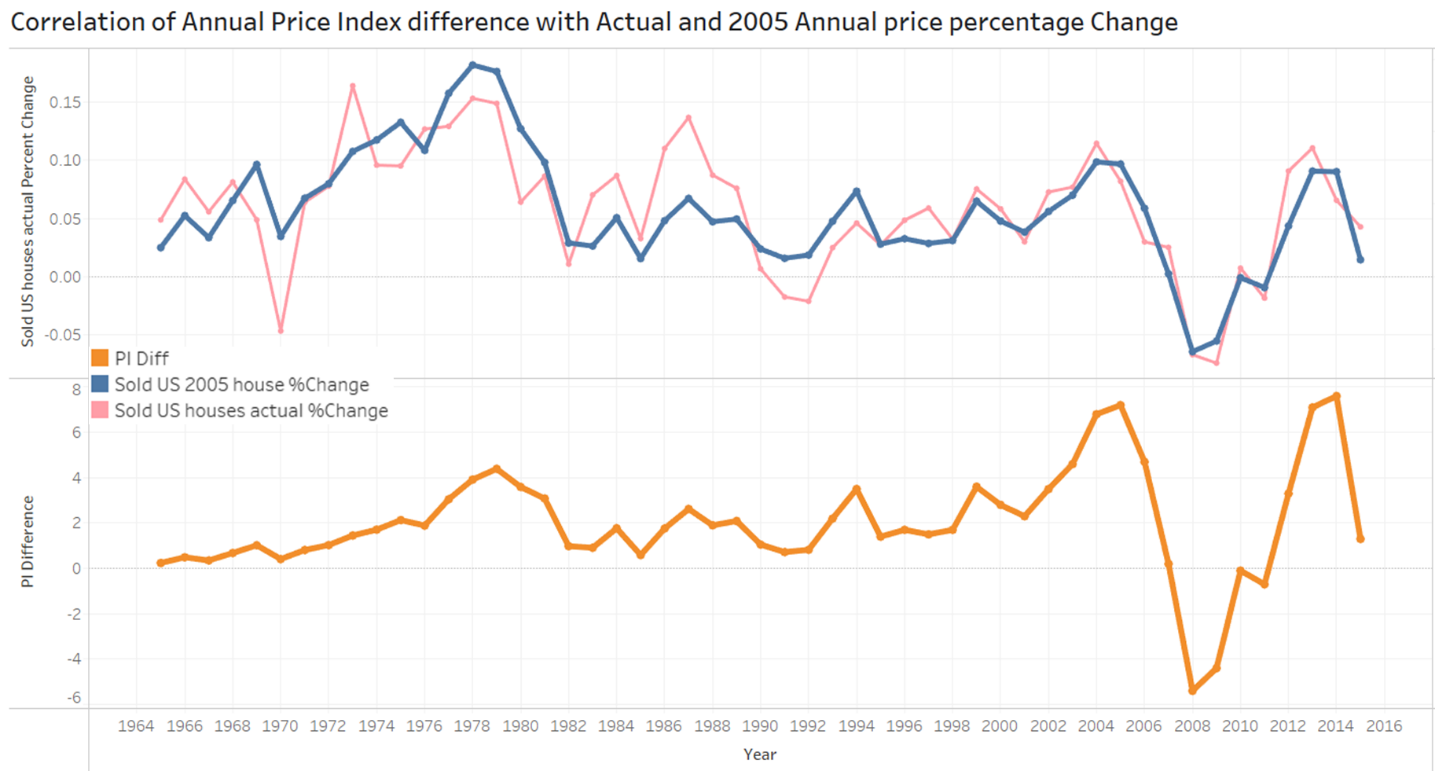 Correlation of Annual Price Index difference with Actual and 2005 Annual price percentage Change
Sold US houses actual Percent Change
0.15
0.10
0.05
0.00
-0.05
PI Diff
Sold US 2005 house %Change
Sold US houses actual %Change
PI Difference
8
6
4
2
0
-2
-4
-6
1964 1966 1968 1970 1972 1974 1976 1978 1980 1982 1984 1986 1988 1990 1992 1994 1996 1998 2000 2002 2004 2006 2008 2010 2012 2014 2016
Year